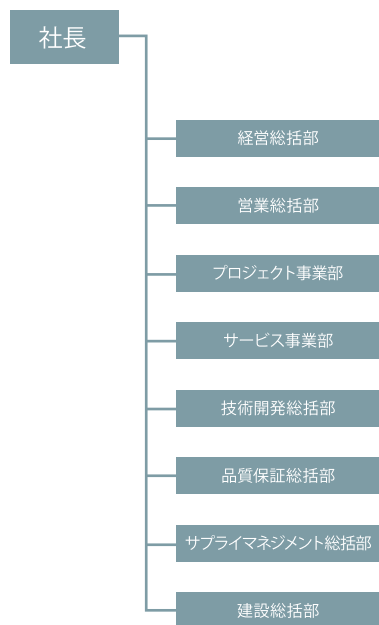 社長
経営総括部
営業総括部
プロジェクト事業部
サービス事業部
技術開発総括部
品質保証総括部
サプライマネジメント総括部
建設総括部